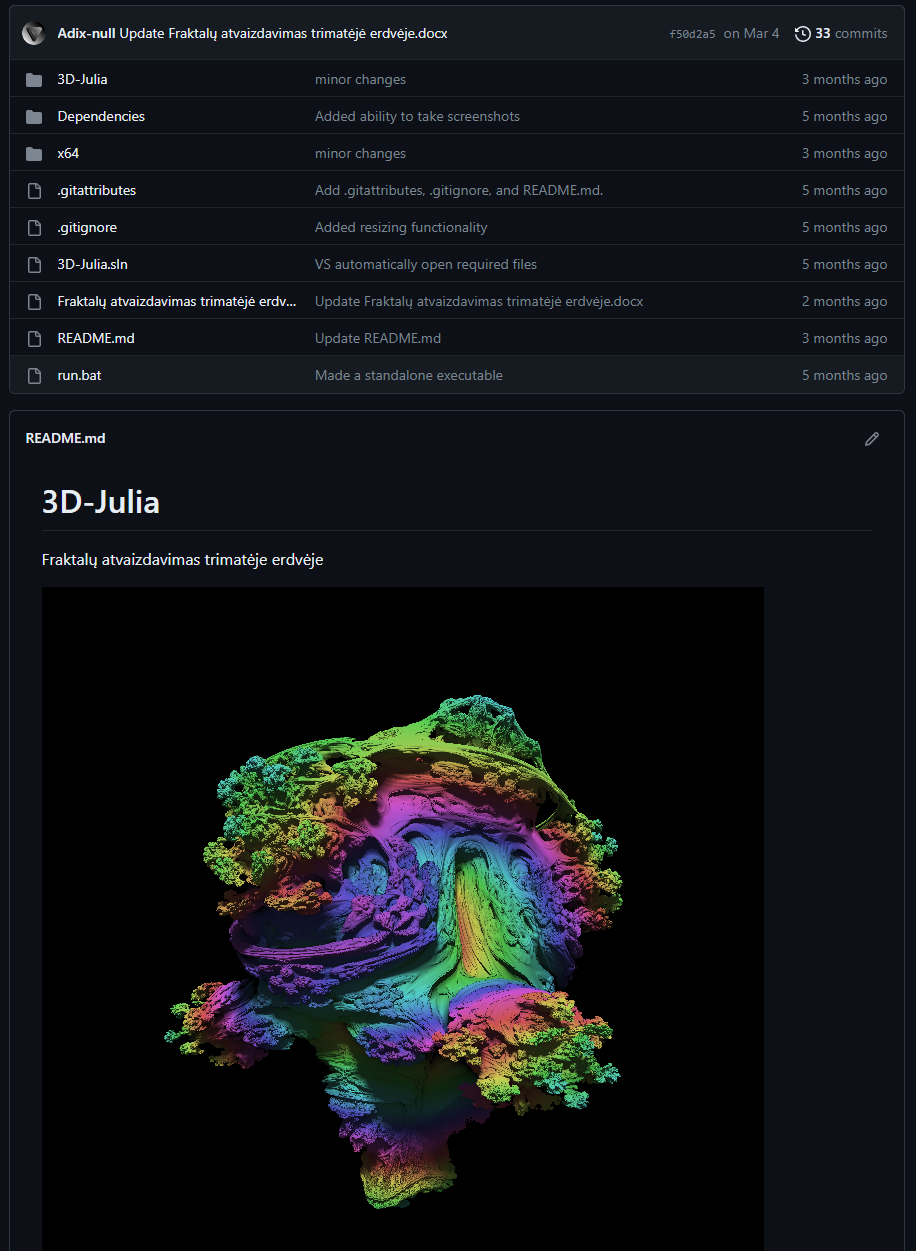 Adix-null Update Fraktalų atvaizdavimas trimatėjė erdvėje.docx f50d2a5 on Mar 4 33 commits
3D-Julia minor changes 3 months ago
Dependencies Added ability to take screenshots 5 months ago
x64 minor changes 3 months ago
.gitattributes Add .gitattributes, .gitignore, and README.md. 5 months ago
.gitignore Added resizing functionality 5 months ago
3D-Julia.sln VS automatically open required files 5 months ago
Fraktalų atvaizdavimas trimatėjė erdv... Update Fraktalų atvaizdavimas trimatėjė erdvėje.docx 2 months ago
README.md Update README.md 3 months ago
run.bat Made a standalone executable 5 months ago
README.md
3D-Julia
Fraktalų atvaizdavimas trimatėje erdvėje